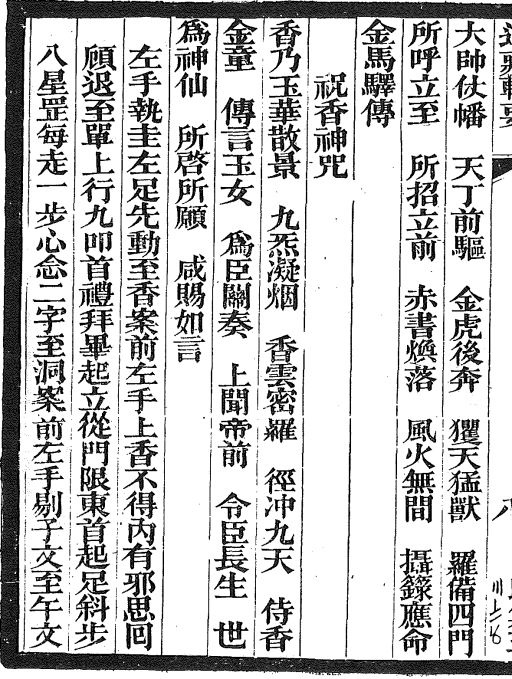 大帥仗幡　天丁前驅　金虎後奔　玃天猛獸　羅備四門
所呼立至　所招立前　赤書煥落　風火無間　攝籙應命
金馬驛傳
祝香神咒
香乃玉華散景　九炁凝烟　香雲密羅　徑冲九天　侍香
金童　傳言玉女　爲臣關奏　上聞帝前　令臣長生　世
爲神仙　所啓所願　咸賜如言
左手執圭左足先動至香案前左手上香不得內有邪思回
顧退至單上行九叩首禮拜畢起立從門限東首起足斜步
八星罡每走一步心念二字至洞案前左手剔子文至午文